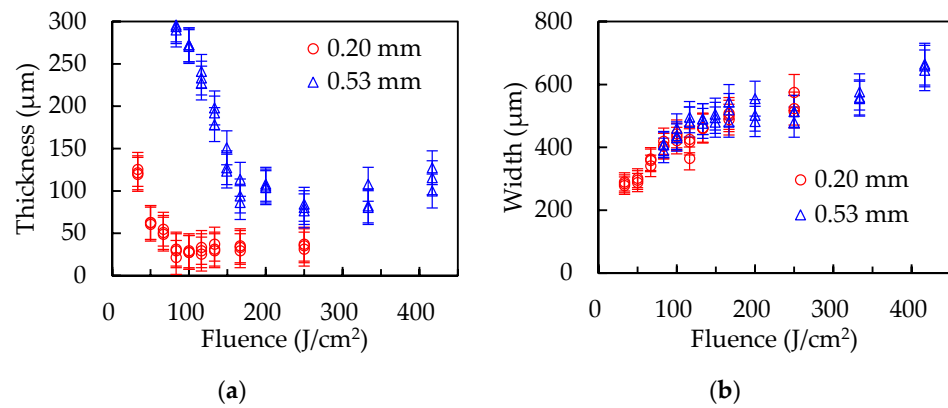 300
250
200
150
100
50
0
Thickness (µm)
0.20 mm
0.53 mm
0 100 200 300 400
Fluence (J/cm²)
(a)
800
600
400
200
0
Width (µm)
0.20 mm
0.53 mm
0 100 200 300 400
Fluence (J/cm²)
(b)